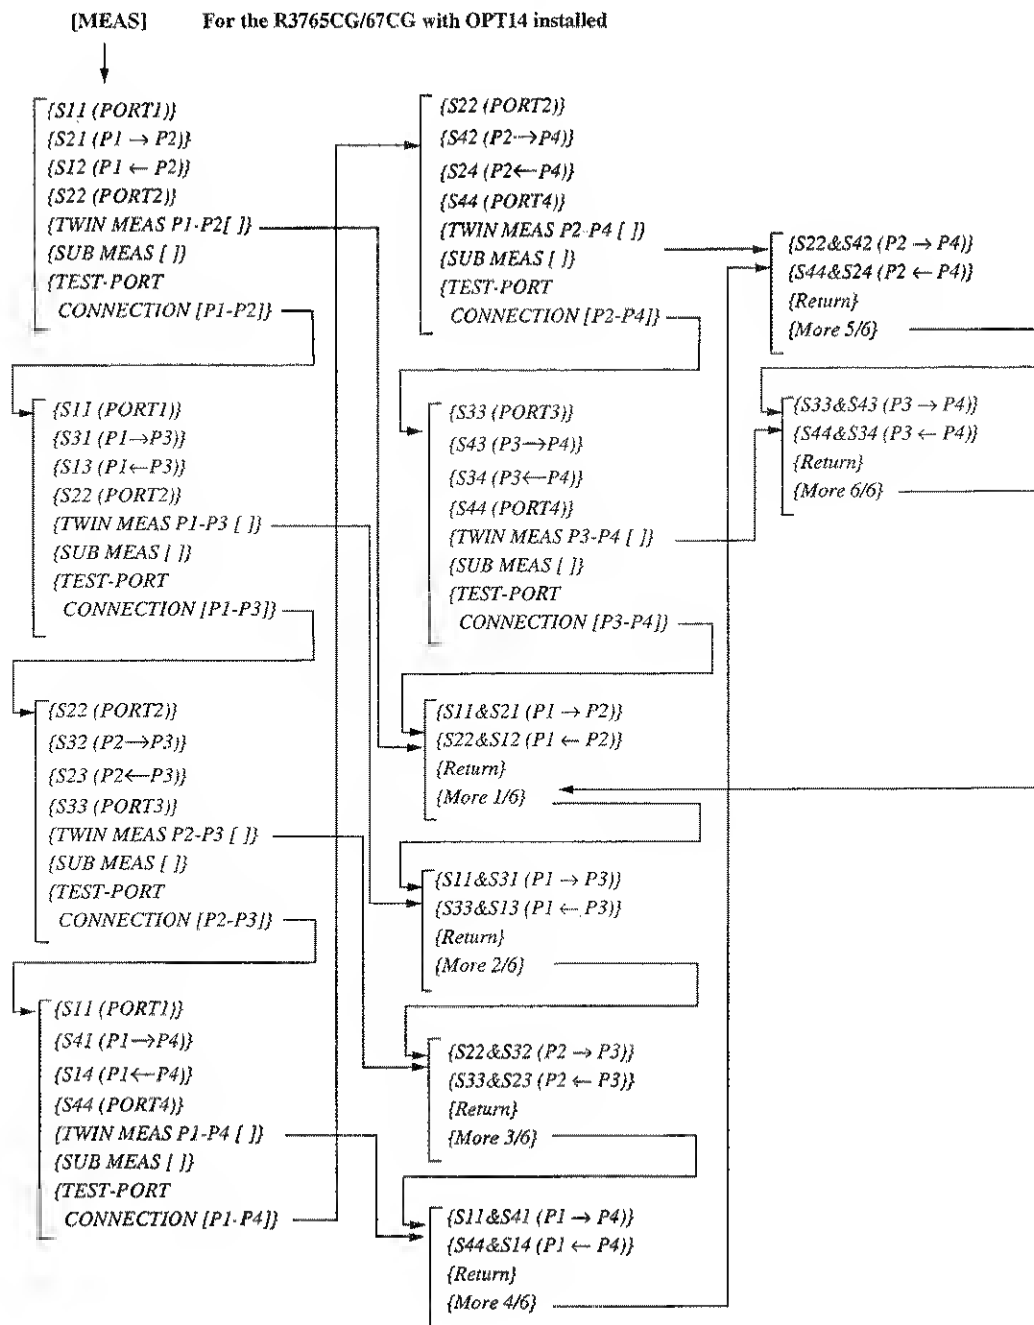 [MEAS] For the R3765CG/67CG with OPT14 installed
{S11 (PORT1)}
{S21 (P1 → P2)}
{S12 (P1 ← P2)}
{S22 (PORT2)}
{TWIN MEAS P1-P2[ ]}
{SUB MEAS [ ]}
{TEST-PORT
CONNECTION [P1-P2]}
{S11 (PORT1)}
{S31 (P1→P3)}
{S13 (P1←P3)}
{S22 (PORT2)}
{TWIN MEAS P1-P3 [ ]}
{SUB MEAS [ ]}
{TEST-PORT
CONNECTION [P1-P3]}
{S22 (PORT2)}
{S32 (P2→P3)}
{S23 (P2←P3)}
{S33 (PORT3)}
{TWIN MEAS P2-P3 [ ]}
{SUB MEAS [ ]}
{TEST-PORT
CONNECTION [P2-P3]}
{S11 (PORT1)}
{S41 (P1→P4)}
{S14 (P1←P4)}
{S44 (PORT4)}
{TWIN MEAS P1-P4 [ ]}
{SUB MEAS [ ]}
{TEST-PORT
CONNECTION [P1-P4]}
{S22 (PORT2)}
{S42 (P2→P4)}
{S24 (P2←P4)}
{S44 (PORT4)}
{TWIN MEAS P2-P4 [ ]}
{SUB MEAS [ ]}
{TEST-PORT
CONNECTION [P2-P4]}
{S33 (PORT3)}
{S43 (P3→P4)}
{S34 (P3←P4)}
{S44 (PORT4)}
{TWIN MEAS P3-P4 [ ]}
{SUB MEAS [ ]}
{TEST-PORT
CONNECTION [P3-P4]}
{S11&S21 (P1 → P2)}
{S22&S12 (P1 ← P2)}
{Return}
{More 1/6}
{S11&S31 (P1 → P3)}
{S33&S13 (P1 ← P3)}
{Return}
{More 2/6}
{S22&S32 (P2 → P3)}
{S33&S23 (P2 ← P3)}
{Return}
{More 3/6}
{S11&S41 (P1 → P4)}
{S44&S14 (P1 ← P4)}
{Return}
{More 4/6}
{S22&S42 (P2 → P4)}
{S44&S24 (P2 ← P4)}
{Return}
{More 5/6}
{S33&S43 (P3 → P4)}
{S44&S34 (P3 ← P4)}
{Return}
{More 6/6}